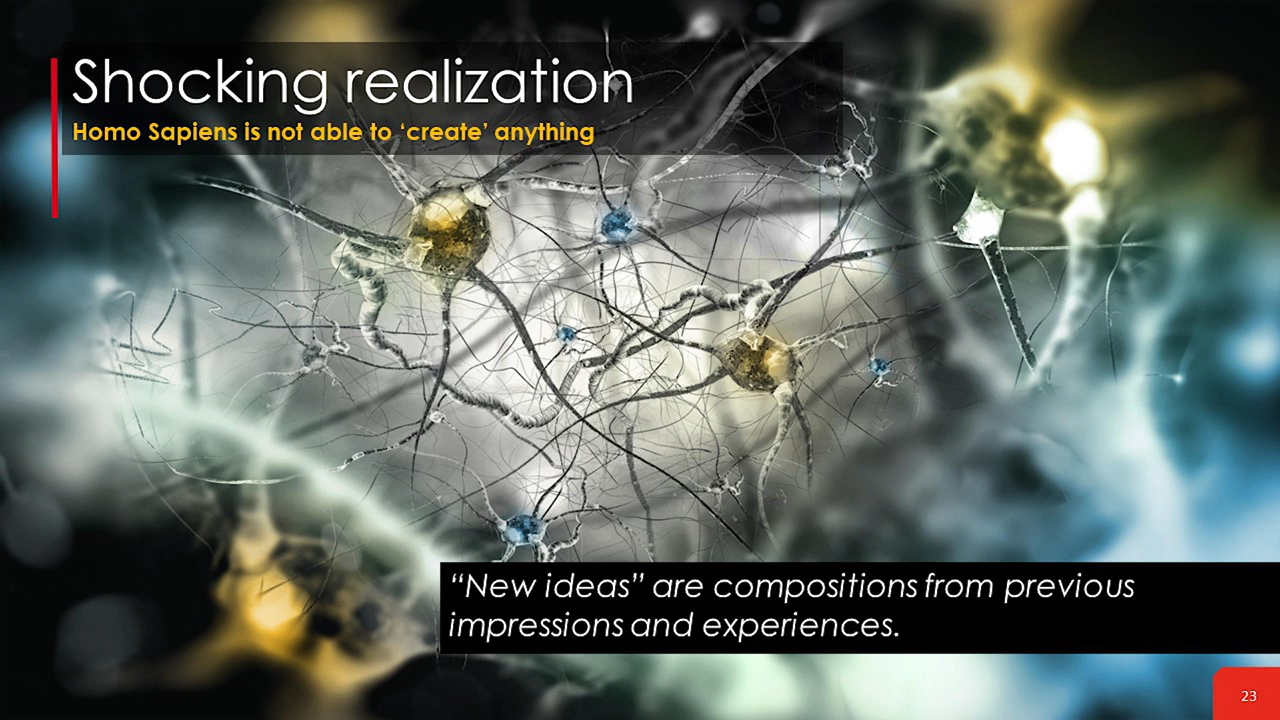 Shocking realization
Homo Sapiens is not able to ‘create’ anything
“New ideas” are compositions from previous
impressions and experiences.
23